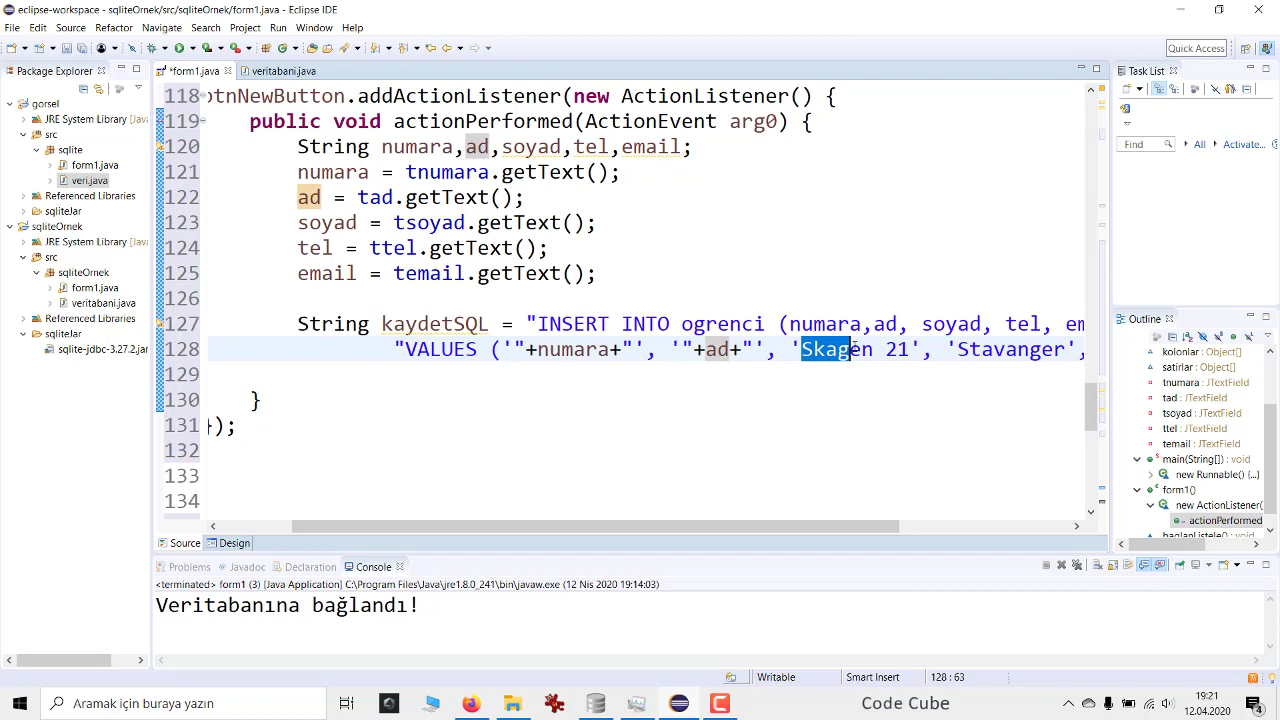 eclipse-workspace - sqliteOrnek/form1.java - Eclipse IDE
File Edit Source Refactor Navigate Search Project Run Window Help
Quick Access
Package Explorer
*form1.java
veritabani.java
Task List
gorsel
JRE System Library [JavaS
src
sqlite
form1.java
veri.java
Referenced Libraries
sqliteJar
sqliteOrnek
JRE System Library [JavaS
src
sqliteOrnek
form1.java
veritabani.java
Referenced Libraries
sqliteJar
sqlite-jdbc-3.27.2.jar
118 btnNewButton.addActionListener(new ActionListener() {
119 public void actionPerformed(ActionEvent arg0) {
120 String numara,ad,soyad,tel,email;
121 numara = tnumara.getText();
122 ad = tad.getText();
123 soyad = tsoyad.getText();
124 tel = ttel.getText();
125 email = temail.getText();
126
127 String kaydetSQL = "INSERT INTO ogrenci (numara,ad, soyad, tel, em
128 "VALUES ('"+numara+"', '"+ad+"', 'Skagen 21', 'Stavanger',
129
130 }
131 });
132
133
134
Find
All
Activate...
Outline
kolonlar : Object[]
satirlar : Object[]
tnumara : JTextField
tad : JTextField
tsoyad : JTextField
ttel : JTextField
temail : JTextField
main(String[]) : void
new Runnable() {...}
form1()
new ActionListener()
actionPerformed
baglanListele() : void
Source Design
Problems Javadoc Declaration Console
<terminated> form1 (3) [Java Application] C:\Program Files\Java\jre1.8.0_241\bin\javaw.exe (12 Nis 2020 19:14:03)
Veritabanına bağlandı!
Writable
Smart Insert
128 : 63
Aramak için buraya yazın
Code Cube
19:21
12.04.2020
4